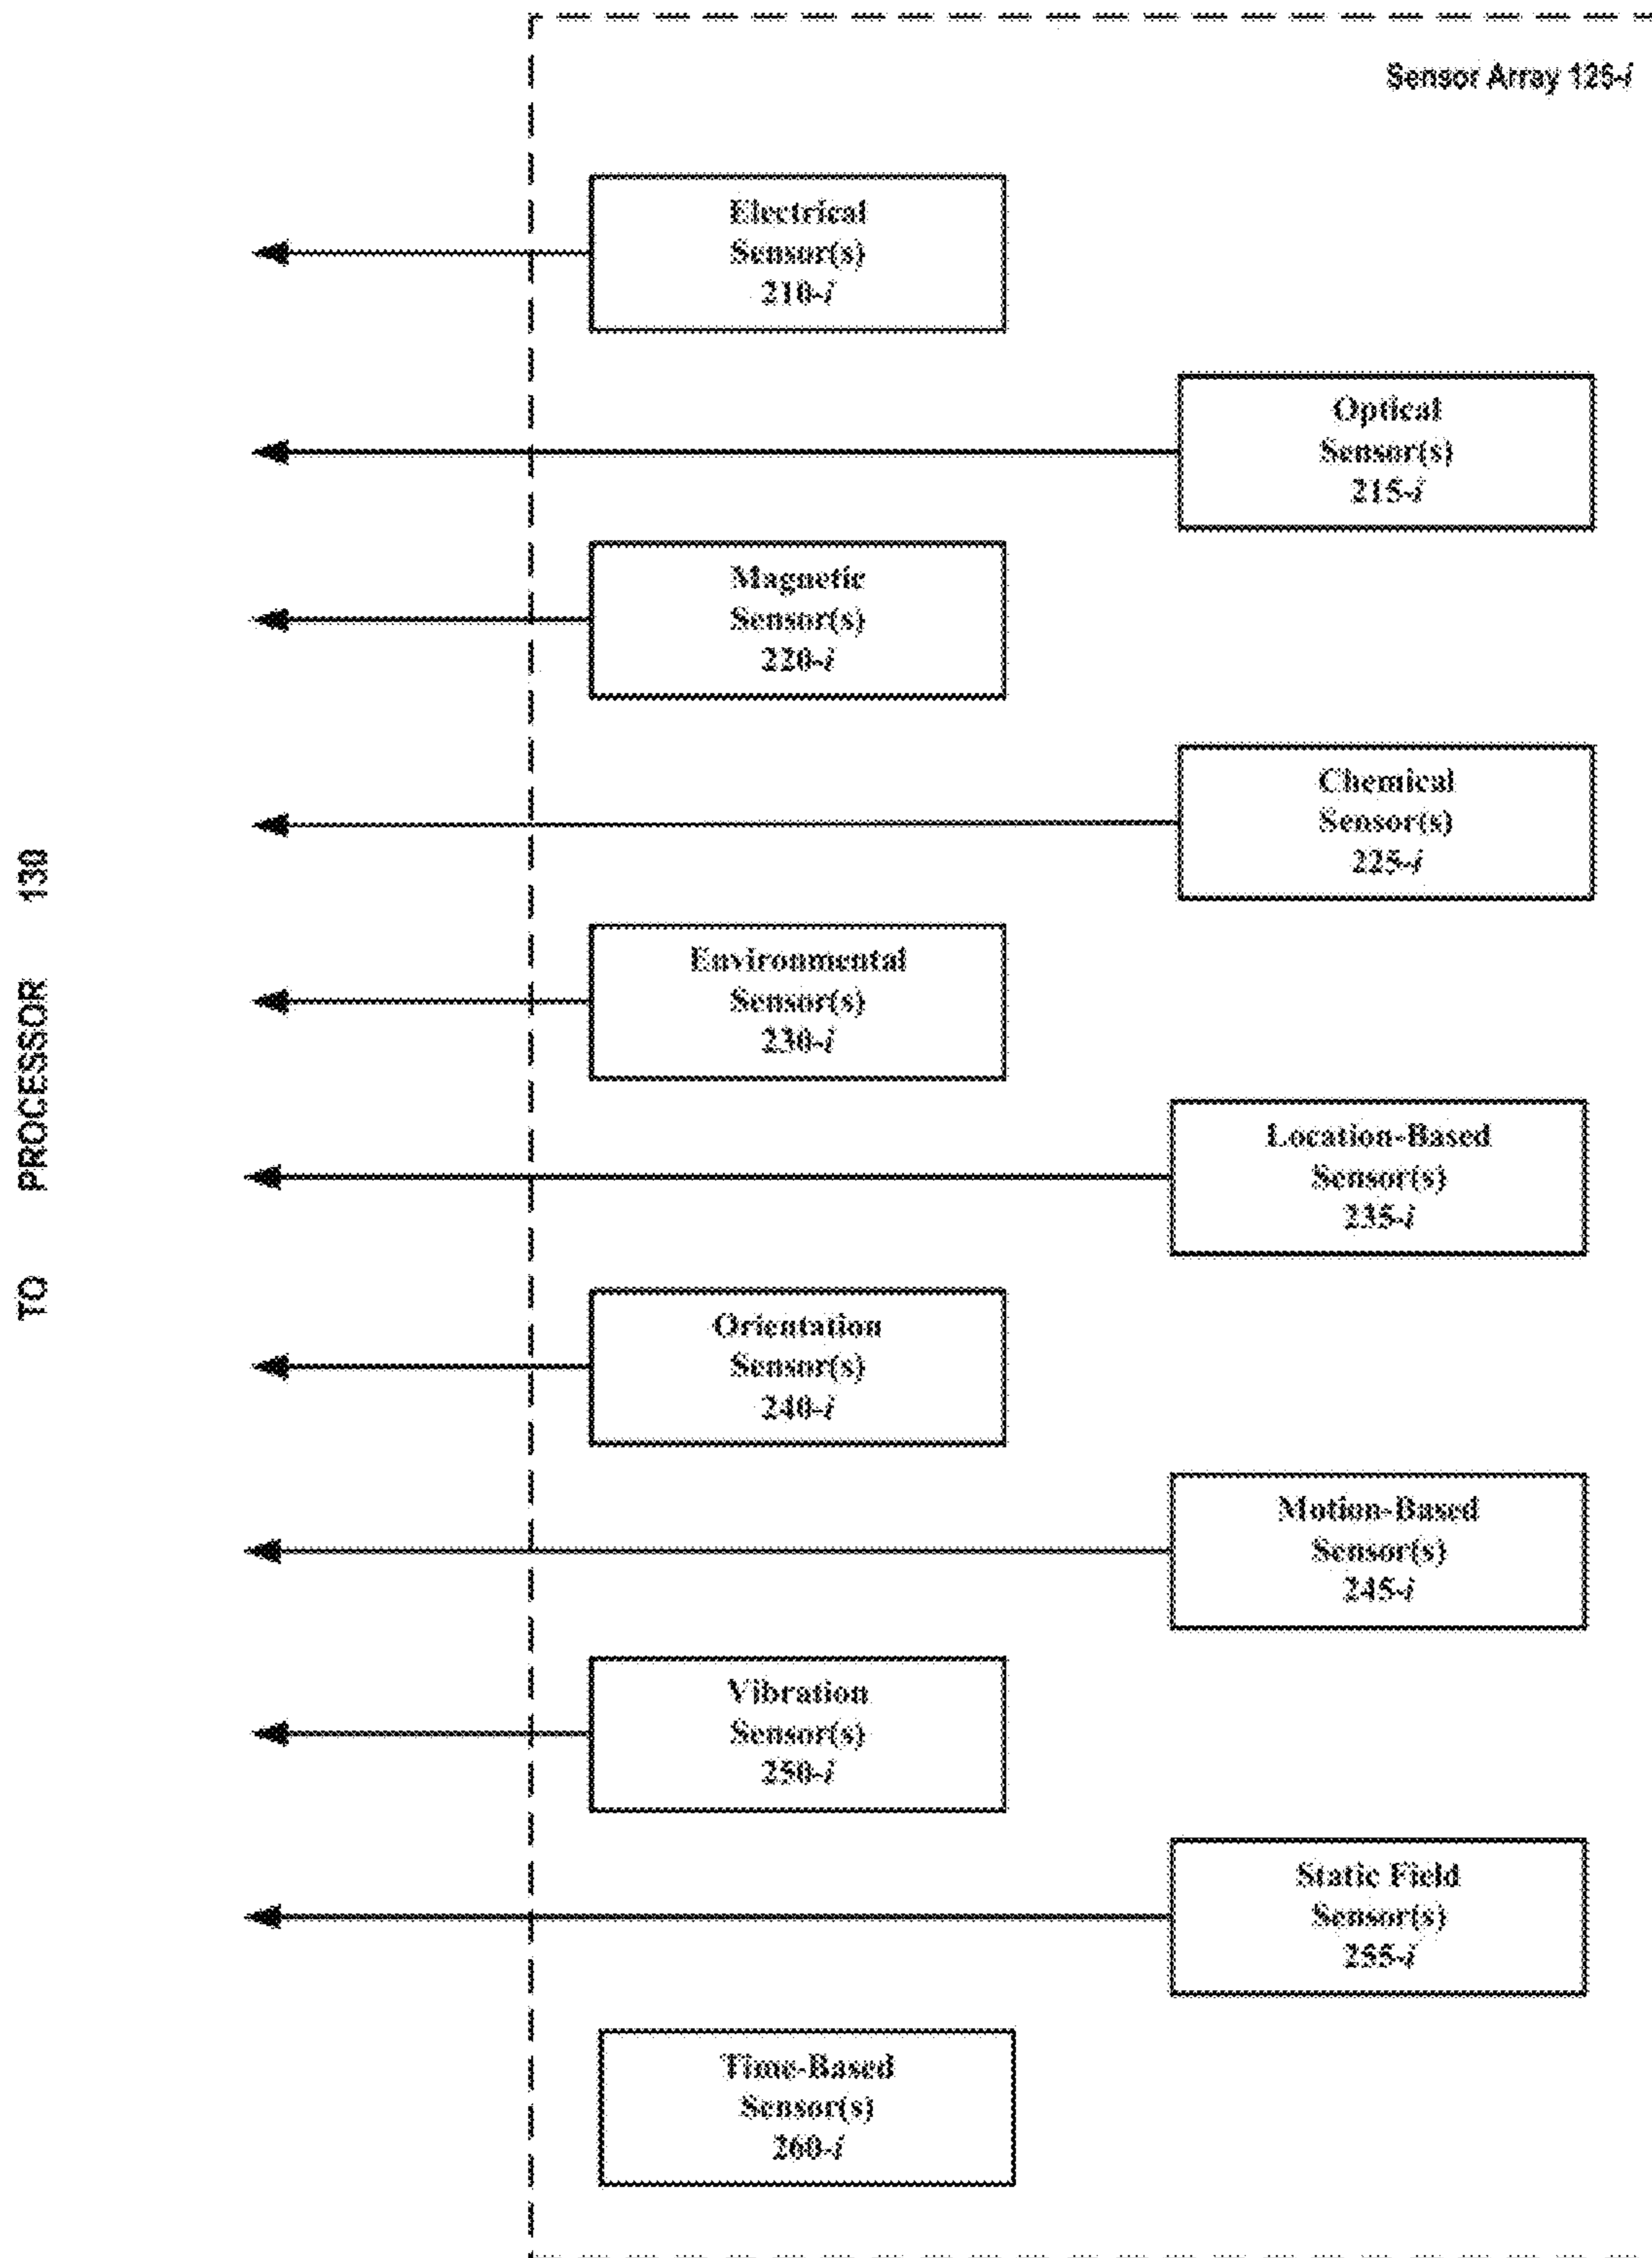 Sensor Array 125-i
Electrical
Sensor(s)
210-i
Optical
Sensor(s)
215-i
Magnetic
Sensor(s)
220-i
Chemical
Sensor(s)
225-i
Environmental
Sensor(s)
230-i
Location-Based
Sensor(s)
235-i
Orientation
Sensor(s)
240-i
Motion-Based
Sensor(s)
245-i
Vibration
Sensor(s)
250-i
Static Field
Sensor(s)
255-i
Time-Based
Sensor(s)
260-i
TO PROCESSOR 130